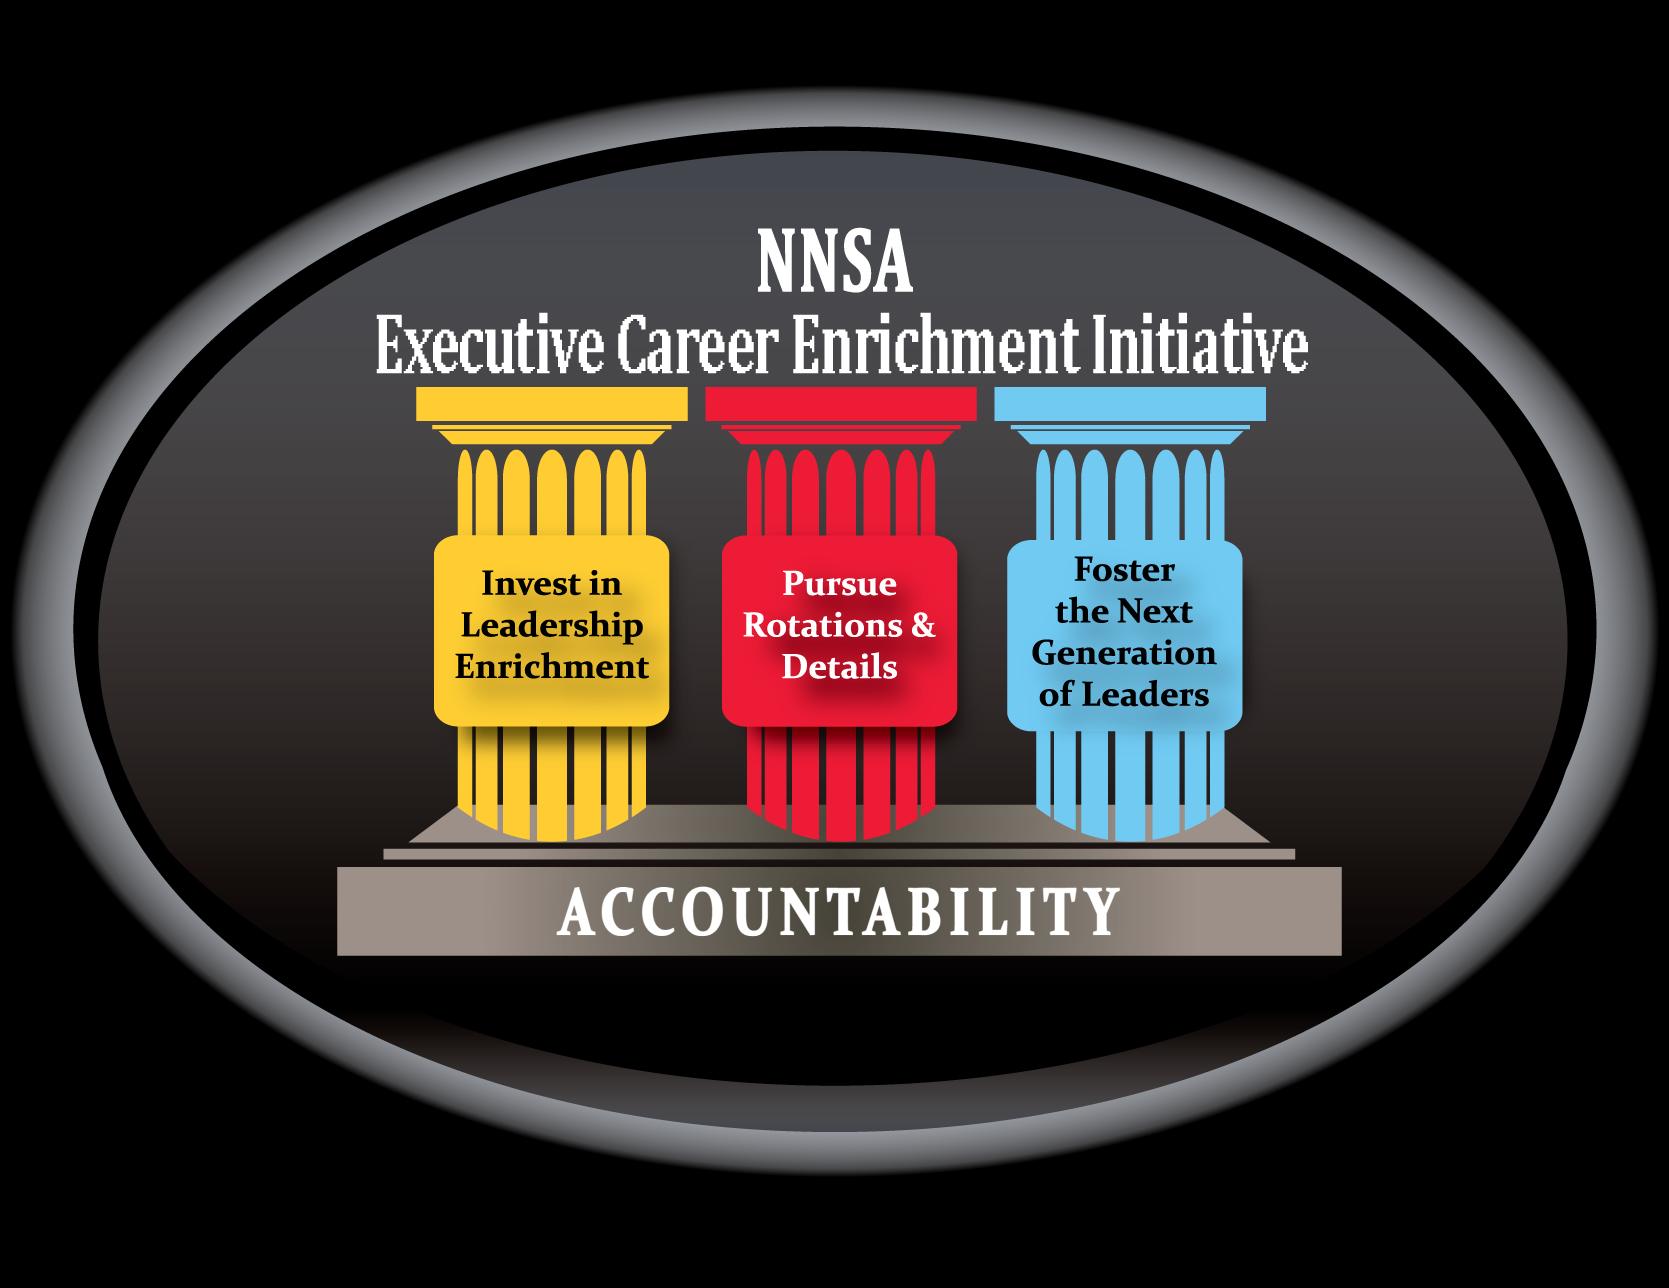 NNSA
Executive Career Enrichment Initiative
Invest in
Leadership
Enrichment
Pursue
Rotations &
Details
Foster
the Next
Generation
of Leaders
ACCOUNTABILITY